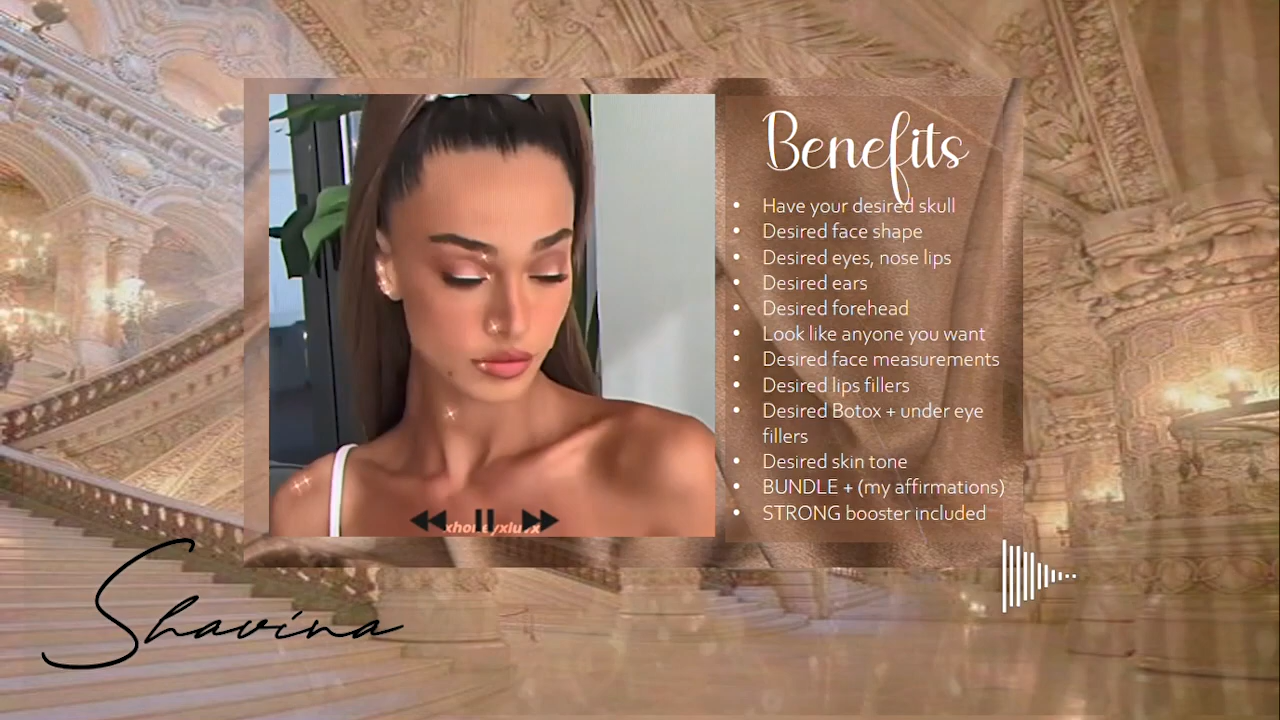 Benefits
• Have your desired skull
• Desired face shape
• Desired eyes, nose lips
• Desired ears
• Desired forehead
• Look like anyone you want
• Desired face measurements
• Desired lips fillers
• Desired Botox + under eye
fillers
• Desired skin tone
• BUNDLE + (my affirmations)
• STRONG booster included
Shavina